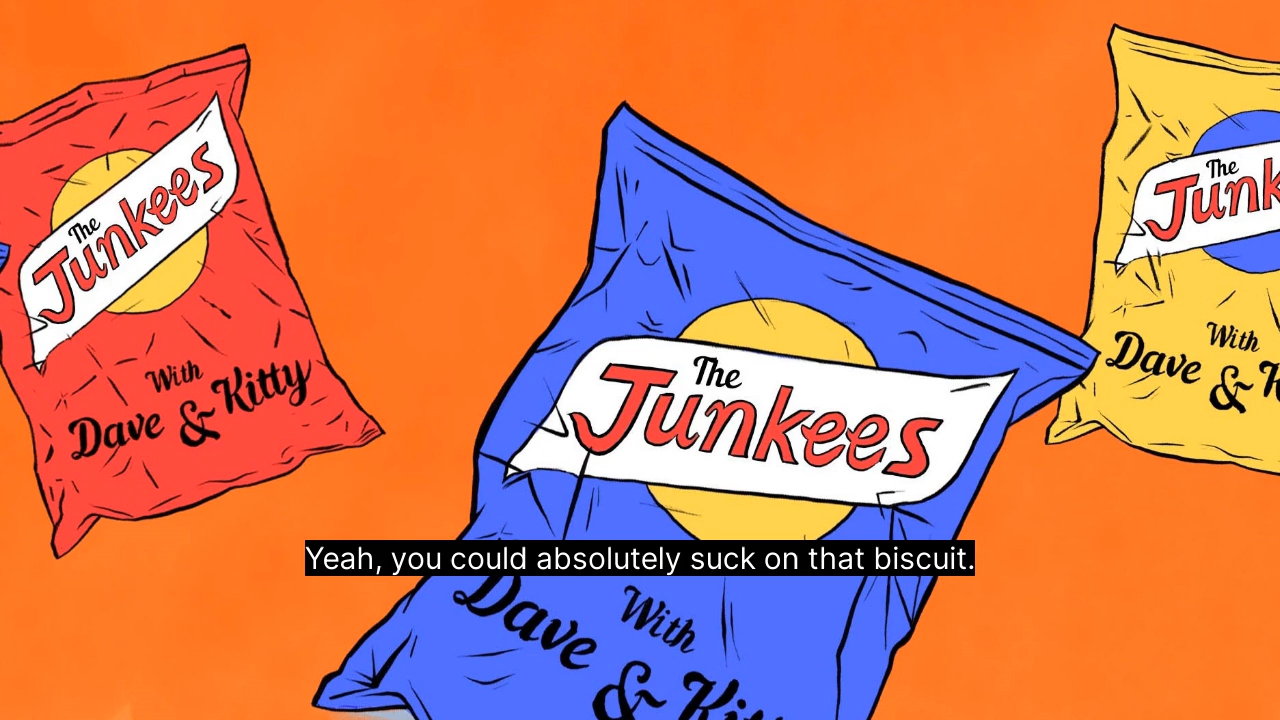 The
Junkees
With
Dave & Kitty
The
Junkees
With
Dave &
The
Junk
With
Dave &
Yeah, you could absolutely suck on that biscuit.